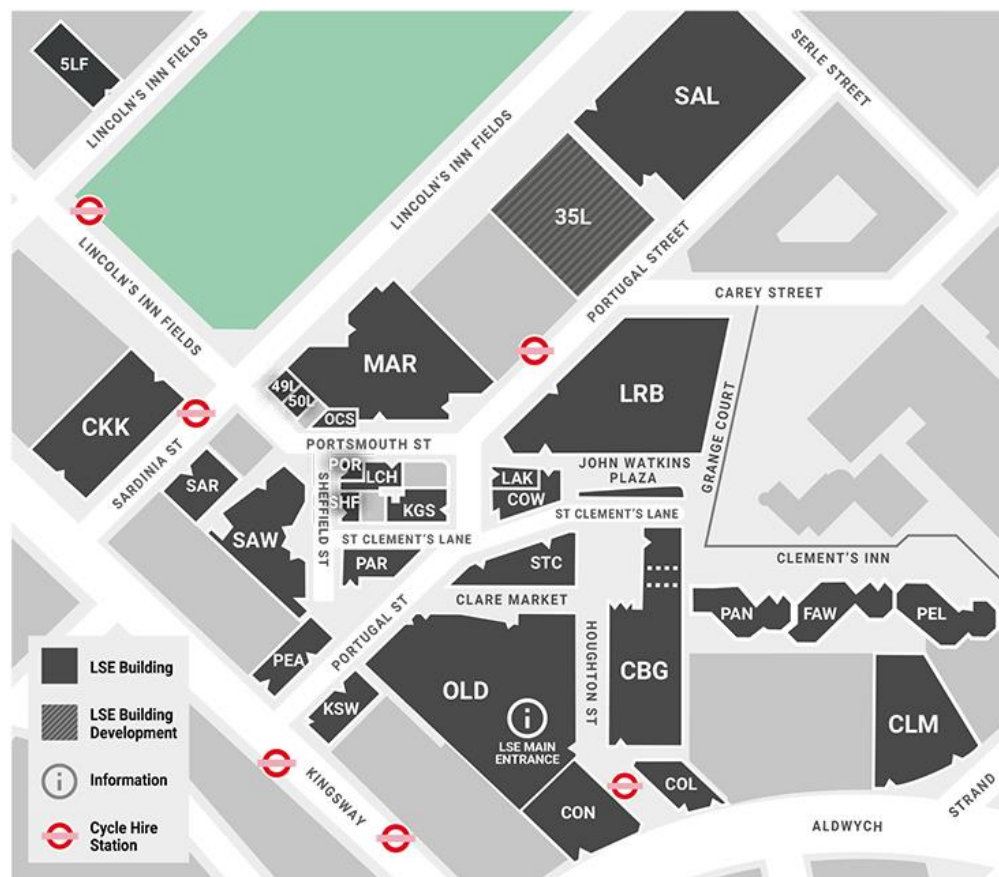 5LF
LINCOLN'S INN FIELDS
SAL
SERLE STREET
LINCOLN'S INN FIELDS
35L
LINCOLN'S INN FIELDS
PORTUGAL STREET
CAREY STREET
MAR
49L
50L
OCS
LRB
GRANGE COURT
CKK
SARDINIA ST
PORTSMOUTH ST
POR
LCH
SHF
KGS
SHEFFIELD ST
LAK
COW
JOHN WATKINS
PLAZA
SAR
SAW
ST CLEMENT'S LANE
ST CLEMENT'S LANE
PAR
STC
CLEMENT'S INN
CLARE MARKET
PORTUGAL ST
PAN
FAW
PEL
PEA
HOUGHTON ST
CBG
OLD
KSW
LSE MAIN
ENTRANCE
CLM
KINGSWAY
CON
COL
ALDWYCH
STRAND
LSE Building
LSE Building
Development
Information
Cycle Hire
Station